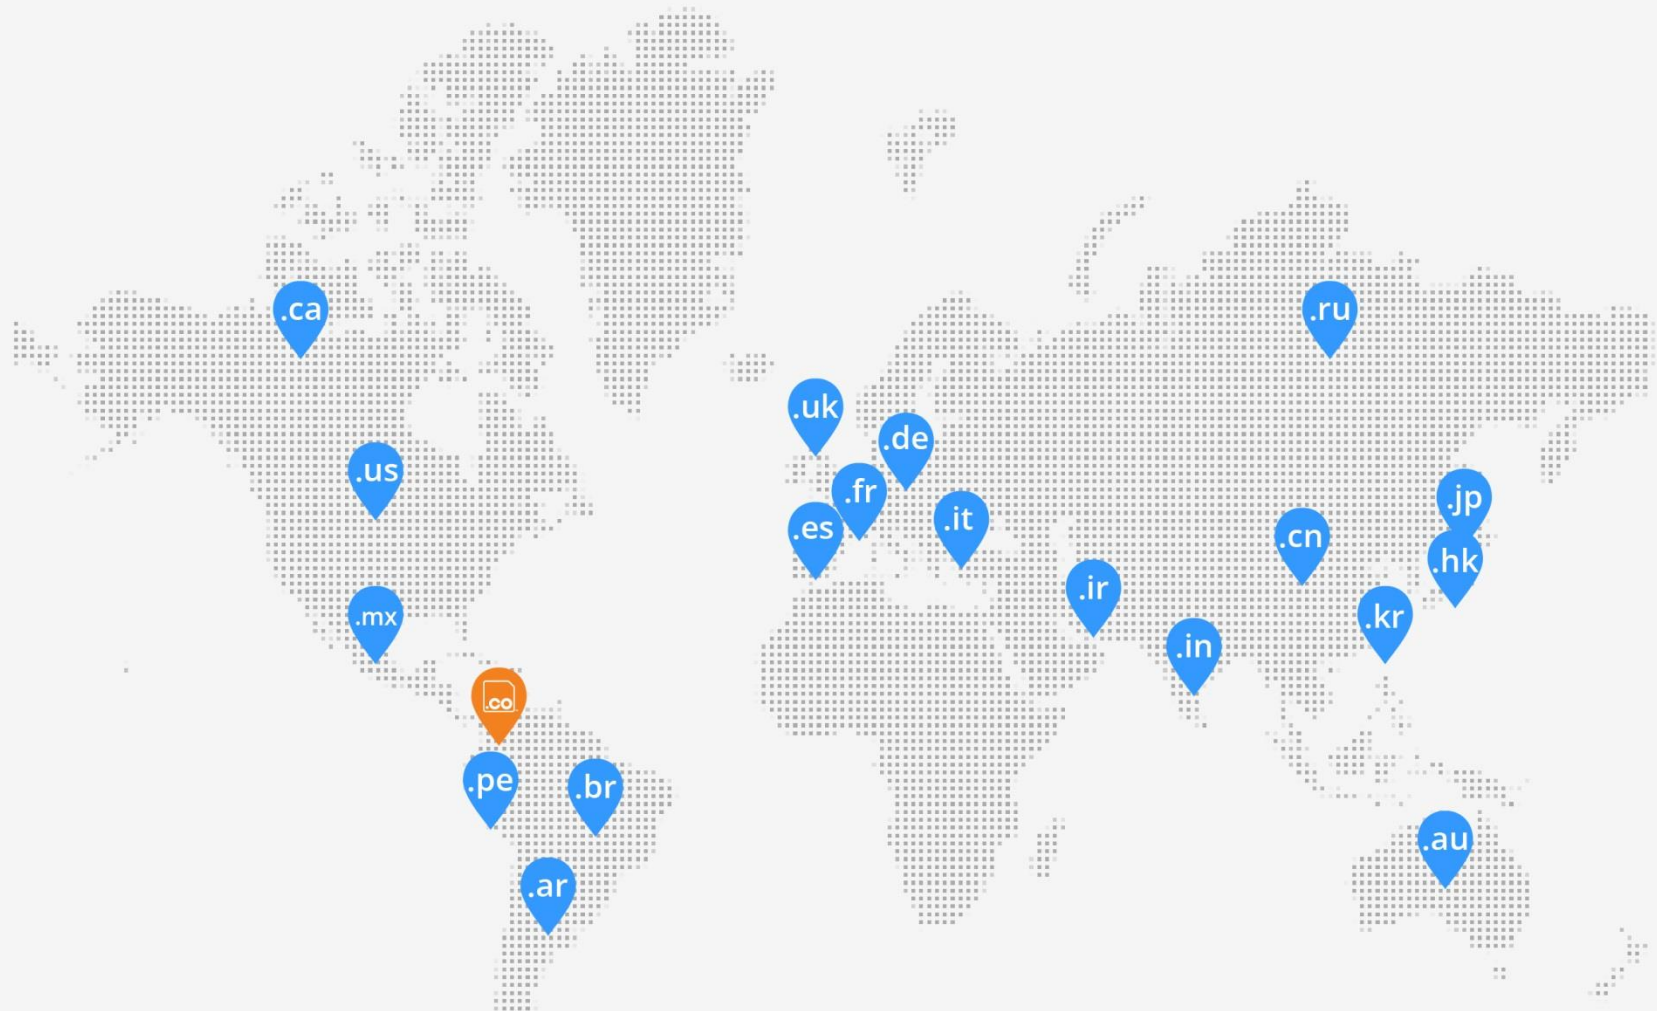 .ca
.ru
.uk
.de
.us
.fr
.jp
.it
.es
.cn
.hk
.ir
.mx
.kr
.in
.co
.pe
.br
.au
.ar